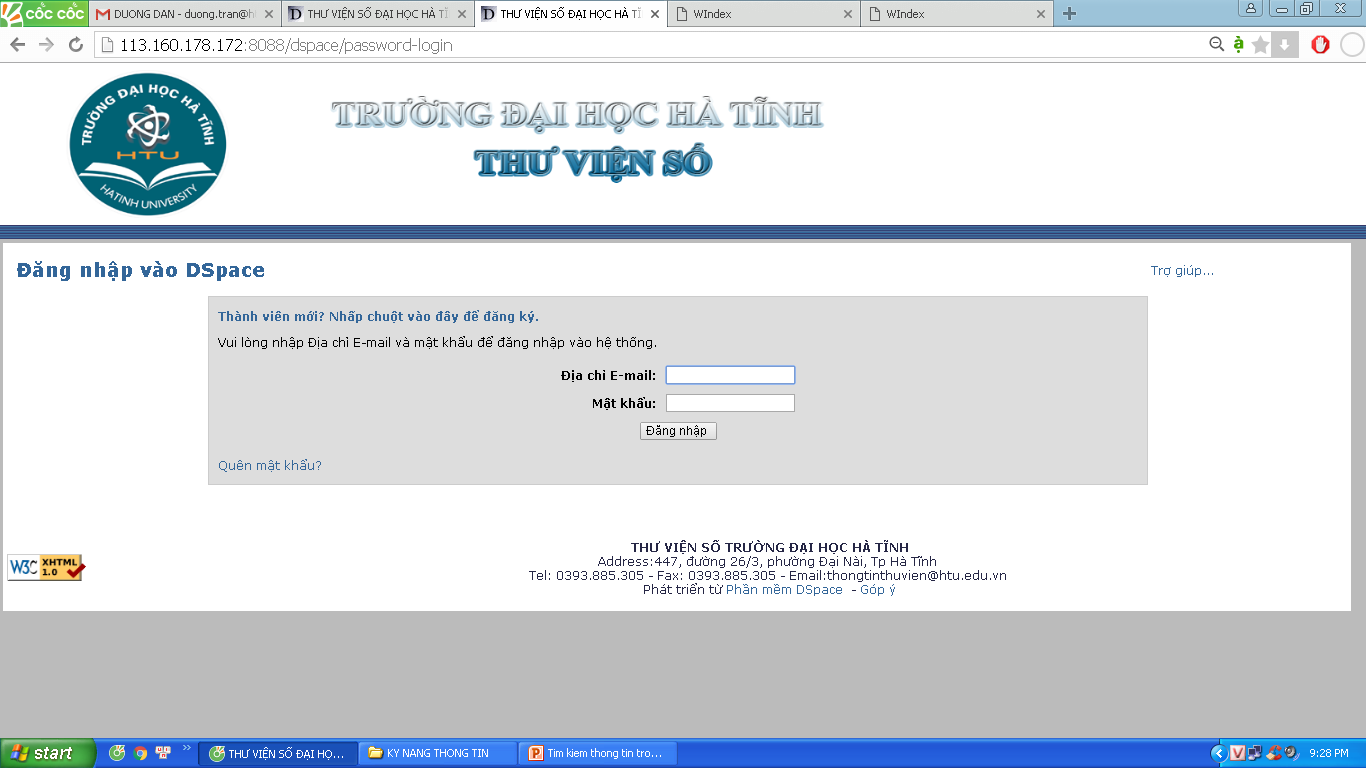 cốc cốc
DUONG DAN - duong.tran@h
THƯ VIỆN SỐ ĐẠI HỌC HÀ TĨ
THƯ VIỆN SỐ ĐẠI HỌC HÀ TĨ
WIndex
WIndex
113.160.178.172:8088/dspace/password-login
TRƯỜNG ĐẠI HỌC HÀ TĨNH
HTU
HATINH UNIVERSITY
TRƯỜNG ĐẠI HỌC HÀ TĨNH
THƯ VIỆN SỐ
Đăng nhập vào DSpace
Trợ giúp...
Thành viên mới? Nhấp chuột vào đây để đăng ký.
Vui lòng nhập Địa chỉ E-mail và mật khẩu để đăng nhập vào hệ thống.
Địa chỉ E-mail:
Mật khẩu:
Đăng nhập
Quên mật khẩu?
THƯ VIỆN SỐ TRƯỜNG ĐẠI HỌC HÀ TĨNH
Address:447, đường 26/3, phường Đại Nài, Tp Hà Tĩnh
Tel: 0393.885.305 - Fax: 0393.885.305 - Email:thongtinthuvien@htu.edu.vn
Phát triển từ Phần mềm DSpace - Góp ý
W3C XHTML 1.0
start
THƯ VIỆN SỐ ĐẠI HỌ...
KY NANG THONG TIN
Tim kiem thong tin tro...
9:28 PM